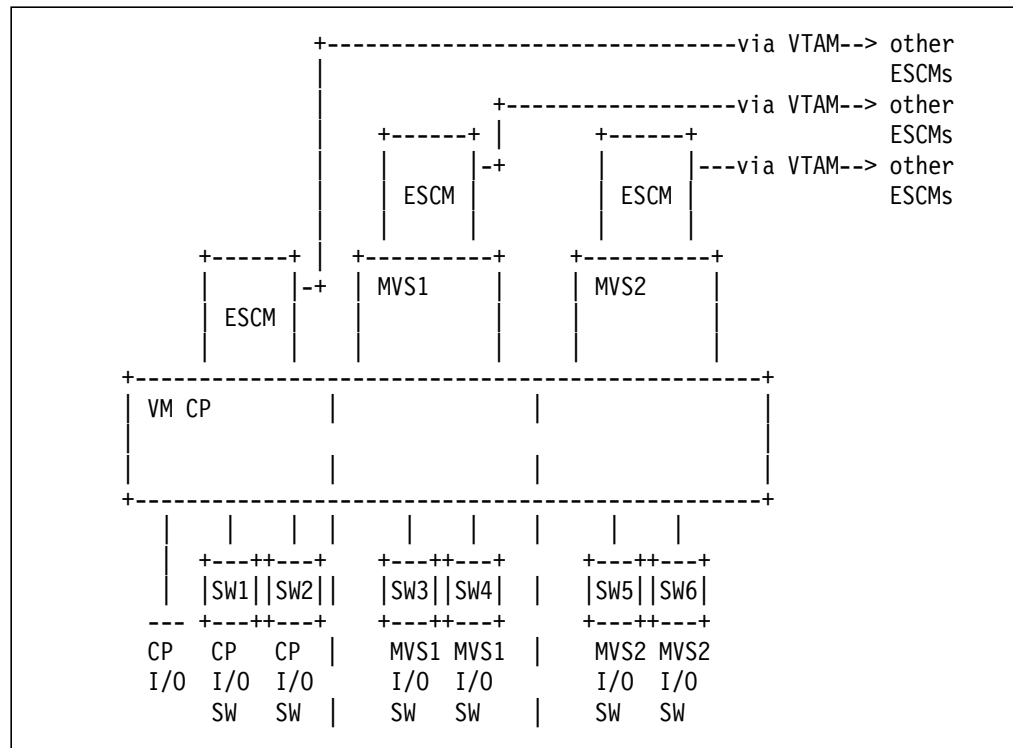 via VTAM--> other
ESCMs
via VTAM--> other
ESCMs
via VTAM--> other
ESCM ESCM ESCMs
MVS1 MVS2
ESCM
VM CP
SW1 SW2 SW3 SW4 SW5 SW6
CP CP CP MVS1 MVS1 MVS2 MVS2
I/O I/O I/O I/O I/O I/O I/O
SW SW SW SW SW SW